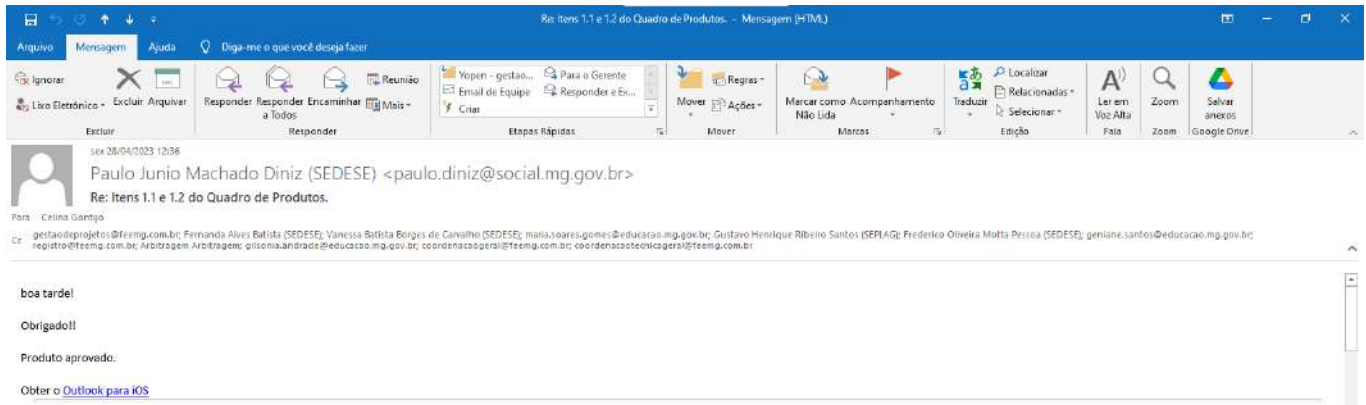 Re: Itens 1.1 e 1.2 do Quadro de Produtos. - Mensagem (HTML)
Arquivo Mensagem Ajuda Diga-me o que você deseja fazer
Ignorar
Lixo Eletrônico
Excluir
Arquivar
Excluir
Responder
Responder a Todos
Encaminhar
Reunião
Mais
Responder
Yopen - gestao...
Para o Gerente
Email de Equipe
Responder e Ex...
Criar
Etapas Rápidas
Mover
Regras
Ações
Mover
Marcar como Não Lida
Acompanhamento
Marcas
Traduzir
Localizar
Relacionadas
Selecionar
Edição
Ler em Voz Alta
Fala
Zoom
Zoom
Salvar anexos
Google Drive
sex 28/04/2023 12:36
Paulo Junio Machado Diniz (SEDESE) <paulo.diniz@social.mg.gov.br>
Re: Itens 1.1 e 1.2 do Quadro de Produtos.
Para Celina Gontijo
Cc gestaodeprojetos@feemg.com.br; Fernanda Alves Batista (SEDESE); Vanessa Batista Borges de Carvalho (SEDESE); maria.soares.gomes@educacao.mg.gov.br; Gustavo Henrique Ribeiro Santos (SEPLAG); Frederico Oliveira Motta Pessoa (SEDESE); geniane.santos@educacao.mg.gov.br;
registro@feemg.com.br; Arbitragem Arbitragem; gilsonia.andrade@educacao.mg.gov.br; coordenacaogeral@feemg.com.br; coordenacaotecnicageral@feemg.com.br
boa tarde!
Obrigado!!
Produto aprovado.
Obter o Outlook para iOS